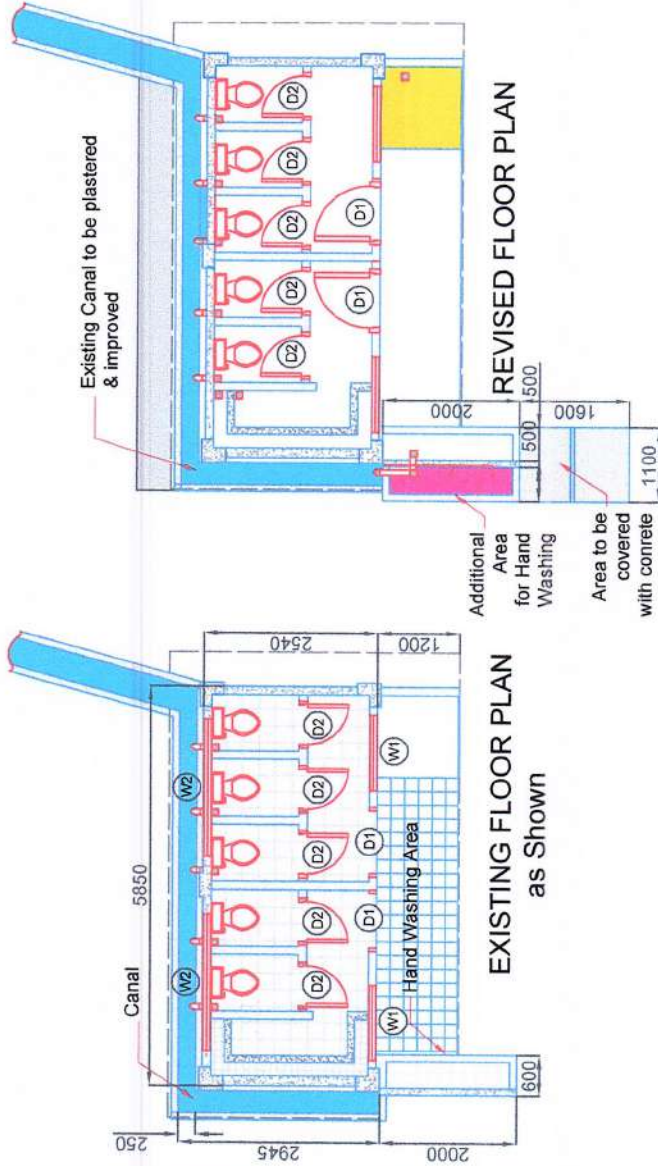 Canal
5850
250
2945
2540
1200
2000
600
W2
W2
D2
D2
D2
D2
D2
D1
D1
W1
W1
Hand Washing Area
EXISTING FLOOR PLAN
as Shown
Existing Canal to be plastered
& improved
D2
D2
D2
D2
D2
D1
D1
REVISED FLOOR PLAN
2000
500
500
1600
1100
Additional
Area
for Hand
Washing
Area to be
covered
with conrete